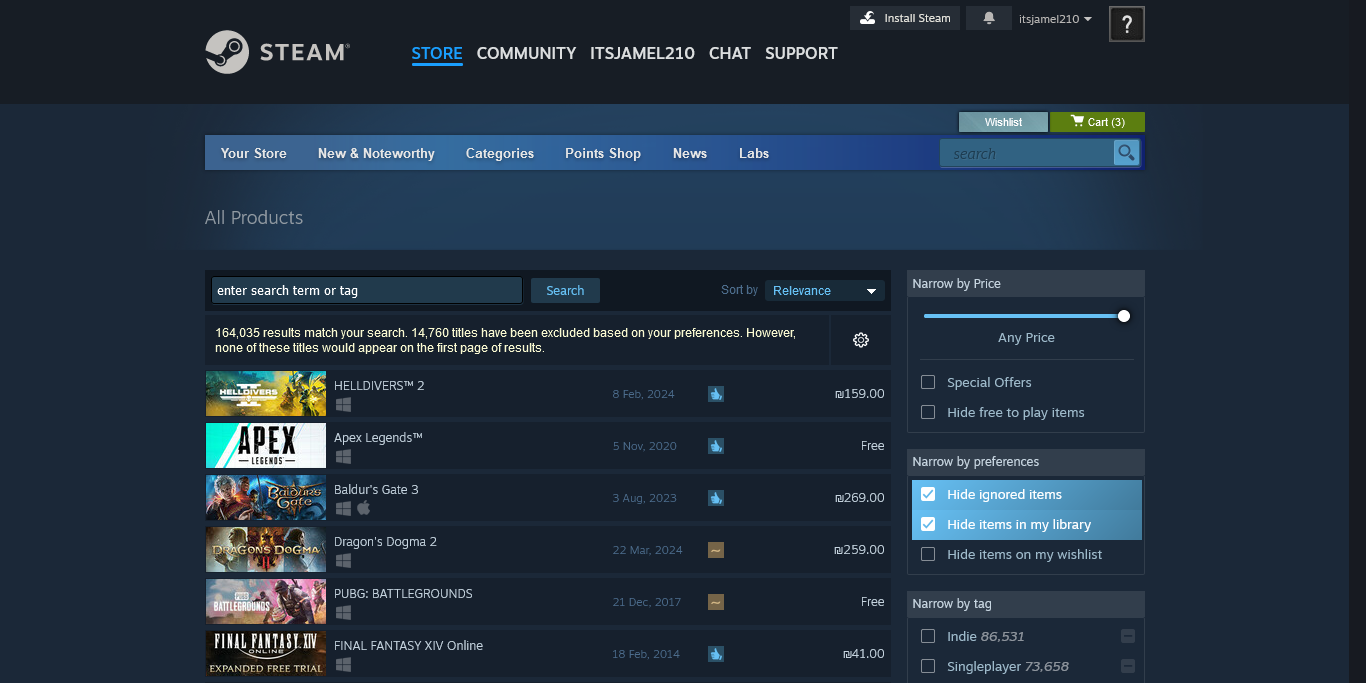 Install Steam
itsjamel210
?
STEAM®
STORE COMMUNITY ITSJAMEL210 CHAT SUPPORT
Wishlist
Cart (3)
Your Store New & Noteworthy Categories Points Shop News Labs
search
All Products
enter search term or tag
Search
Sort by
Relevance
164,035 results match your search. 14,760 titles have been excluded based on your preferences. However,
none of these titles would appear on the first page of results.
HELLDIVERS
II
HELLDIVERS™ 2
8 Feb, 2024
₪159.00
APEX
LEGENDS
Apex Legends™
5 Nov, 2020
Free
BALDUR'S
GATE
Baldur's Gate 3
3 Aug, 2023
₪269.00
DRAGON'S DOGMA
II
Dragon's Dogma 2
22 Mar, 2024
₪259.00
PUBG
BATTLEGROUNDS
PUBG: BATTLEGROUNDS
21 Dec, 2017
Free
FINAL FANTASY XIV
ONLINE
EXPANDED FREE TRIAL
FINAL FANTASY XIV Online
18 Feb, 2014
₪41.00
Narrow by Price
Any Price
Special Offers
Hide free to play items
Narrow by preferences
Hide ignored items
Hide items in my library
Hide items on my wishlist
Narrow by tag
Indie 86,531
Singleplayer 73,658